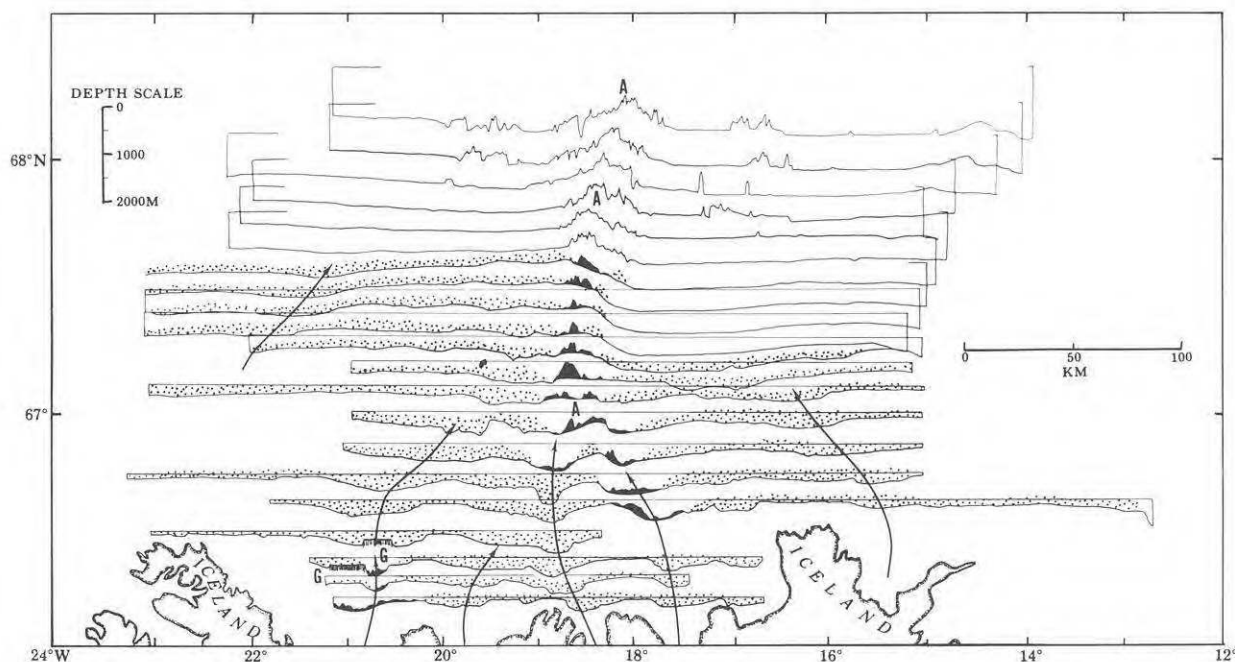 A
DEPTH SCALE
0
1000
2000M
68°N
A
0 50 100
KM
67°
A
G
G
ICELAND
ICELAND
24°W 22° 20° 18° 16° 14° 12°